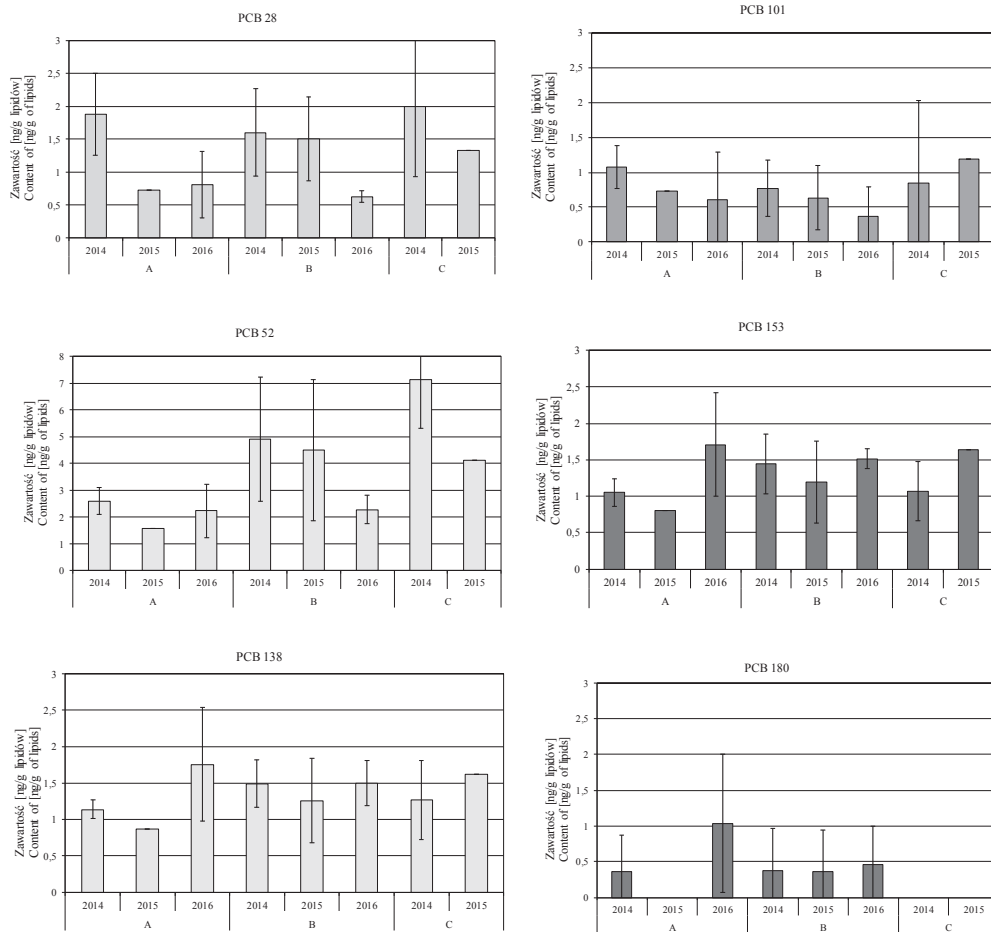 PCB 28
Zawartość [ng/g lipidów]
Content of [ng/g of lipids]
3
2,5
2
1,5
1
0,5
0
2014 2015 2016 2014 2015 2016 2014 2015
A B C
PCB 101
Zawartość [ng/g lipidów]
Content of [ng/g of lipids]
3
2,5
2
1,5
1
0,5
0
2014 2015 2016 2014 2015 2016 2014 2015
A B C
PCB 52
Zawartość [ng/g lipidów]
Content of [ng/g of lipids]
8
7
6
5
4
3
2
1
0
2014 2015 2016 2014 2015 2016 2014 2015
A B C
PCB 153
Zawartość [ng/g lipidów]
Content of [ng/g of lipids]
3
2,5
2
1,5
1
0,5
0
2014 2015 2016 2014 2015 2016 2014 2015
A B C
PCB 138
Zawartość [ng/g lipidów]
Content of [ng/g of lipids]
3
2,5
2
1,5
1
0,5
0
2014 2015 2016 2014 2015 2016 2014 2015
A B C
PCB 180
Zawartość [ng/g lipidów]
Content of [ng/g of lipids]
3
2,5
2
1,5
1
0,5
0
2014 2015 2016 2014 2015 2016 2014 2015
A B C